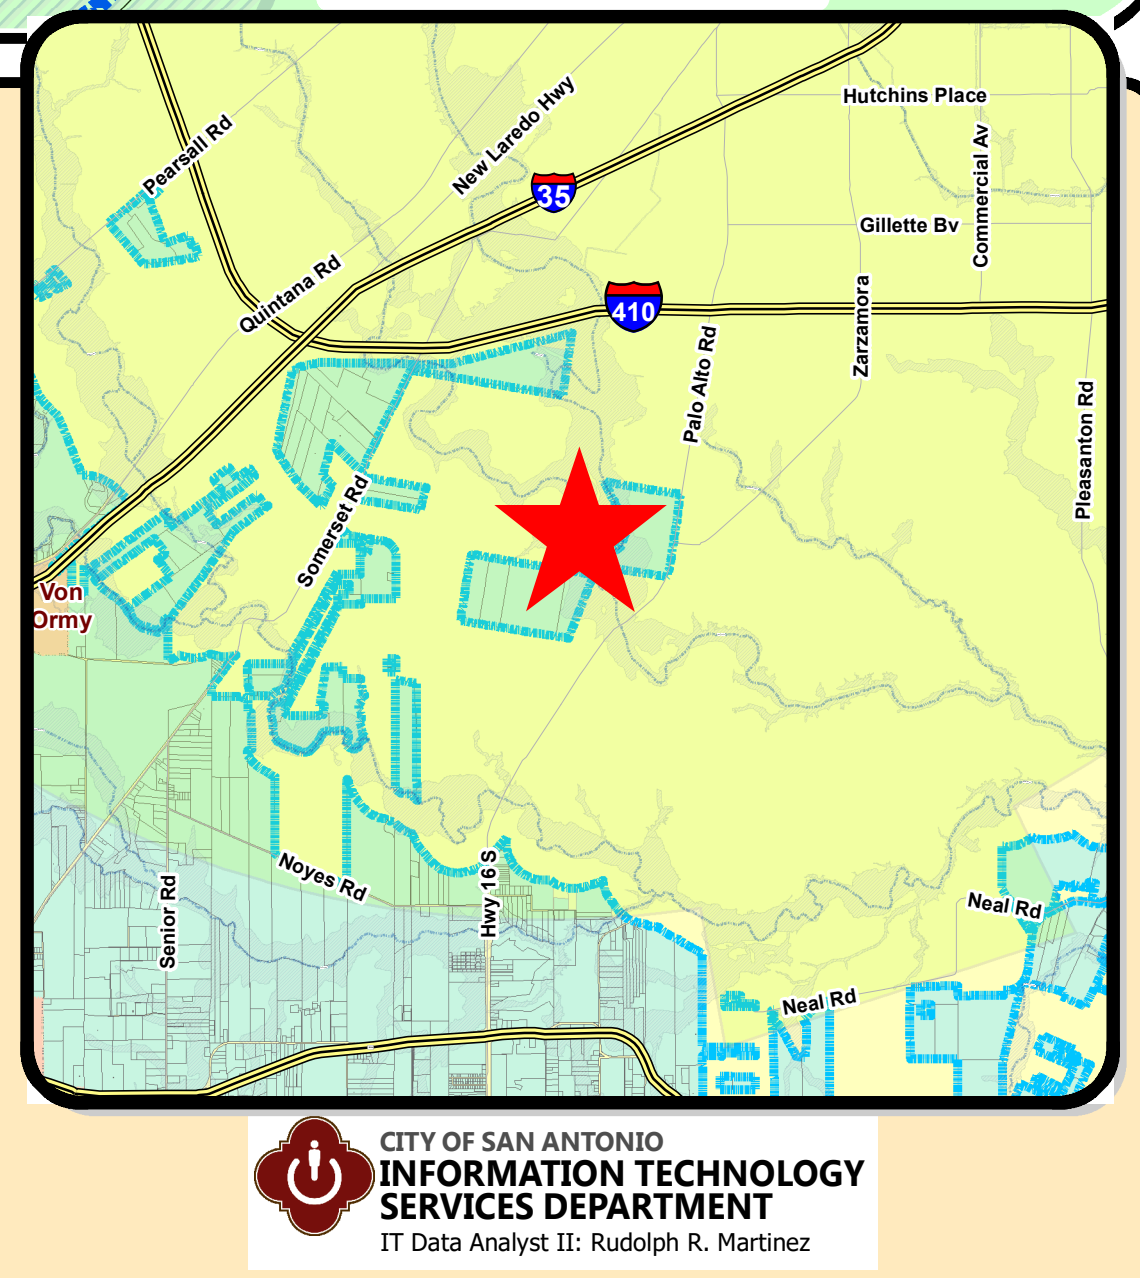 Hutchins Place
New Laredo Hwy
Pearsall Rd
Commercial Av
35
Gillette Bv
Quintana Rd
410
Zarzamora
Palo Alto Rd
Pleasanton Rd
Somerset Rd
Von
Ormy
Noyes Rd
Hwy 16 S
Senior Rd
Neal Rd
Neal Rd
CITY OF SAN ANTONIO
INFORMATION TECHNOLOGY
SERVICES DEPARTMENT
IT Data Analyst II: Rudolph R. Martinez